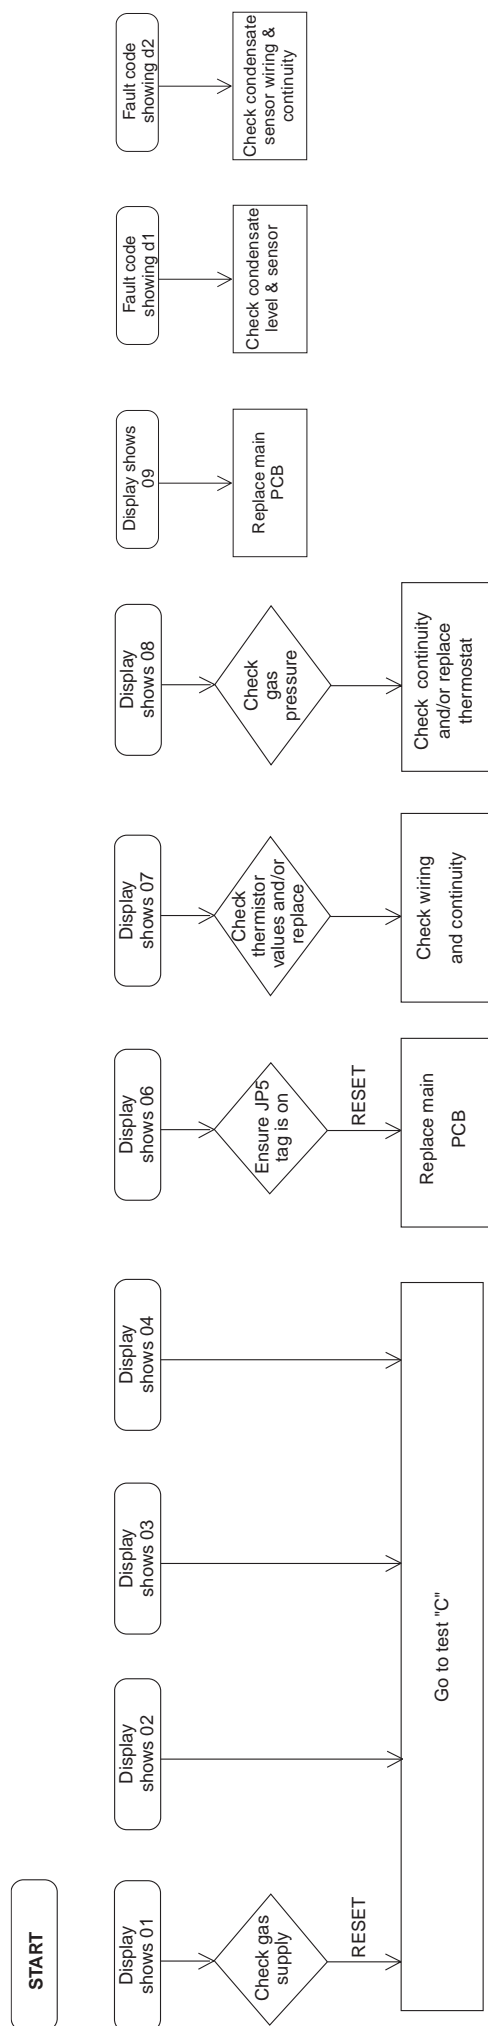 START
Display
shows 01
Check gas
supply
RESET
Display
shows 02
Display
shows 03
Display
shows 04
Go to test "C"
Display
shows 06
Ensure JP5
tag is on
RESET
Replace main
PCB
Display
shows 07
Check
thermistor
values and/or
replace
Check wiring
and continuity
Display
shows 08
Check
gas
pressure
Check continuity
and/or replace
thermostat
Display shows
09
Replace main
PCB
Fault code
showing d1
Check condensate
level & sensor
Fault code
showing d2
Check condensate
sensor wiring &
continuity